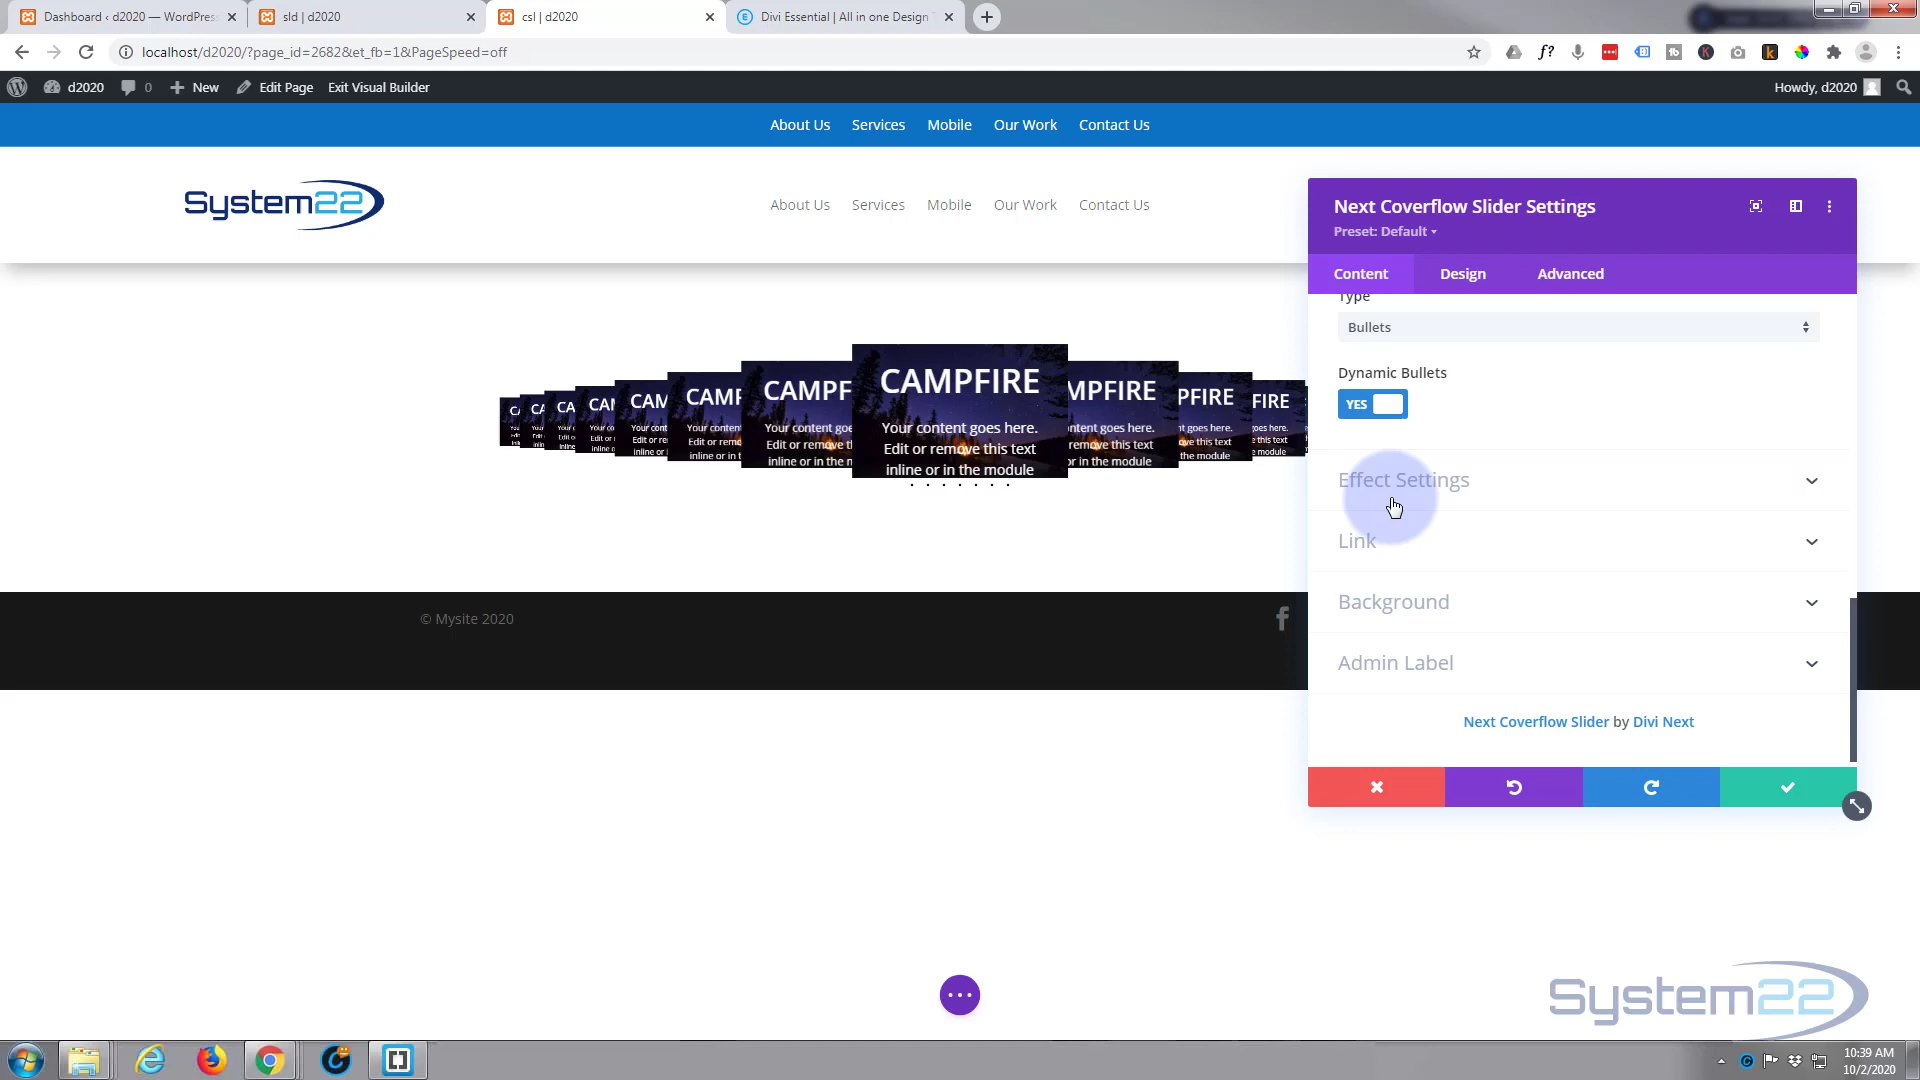 Dashboard ‹ d2020 — WordPress
sld | d2020
csl | d2020
Divi Essential | All in one Design
localhost/d2020/?page_id=2682&et_fb=1&PageSpeed=off
d2020
0
New
Edit Page
Exit Visual Builder
Howdy, d2020
About Us
Services
Mobile
Our Work
Contact Us
System22
About Us
Services
Mobile
Our Work
Contact Us
Next Coverflow Slider Settings
Preset: Default
Content
Design
Advanced
Type
Bullets
Dynamic Bullets
YES
Effect Settings
Link
Background
Admin Label
Next Coverflow Slider by Divi Next
CAMPFIRE
Your content goes here.
Edit or remove this text
inline or in the module
© Mysite 2020
System22
10:39 AM
10/2/2020